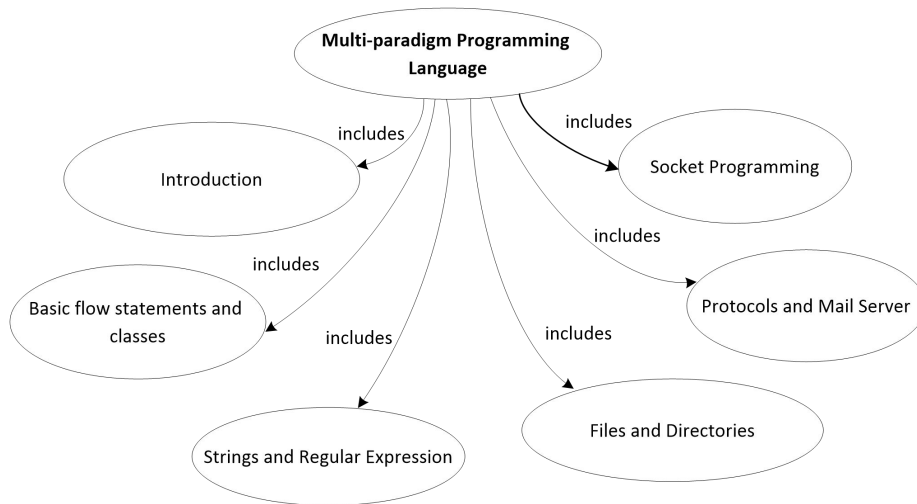 Multi-paradigm Programming
Language
includes
includes
Introduction
Socket Programming
includes
includes
Basic flow statements and
classes
Protocols and Mail Server
includes
includes
Strings and Regular Expression
Files and Directories